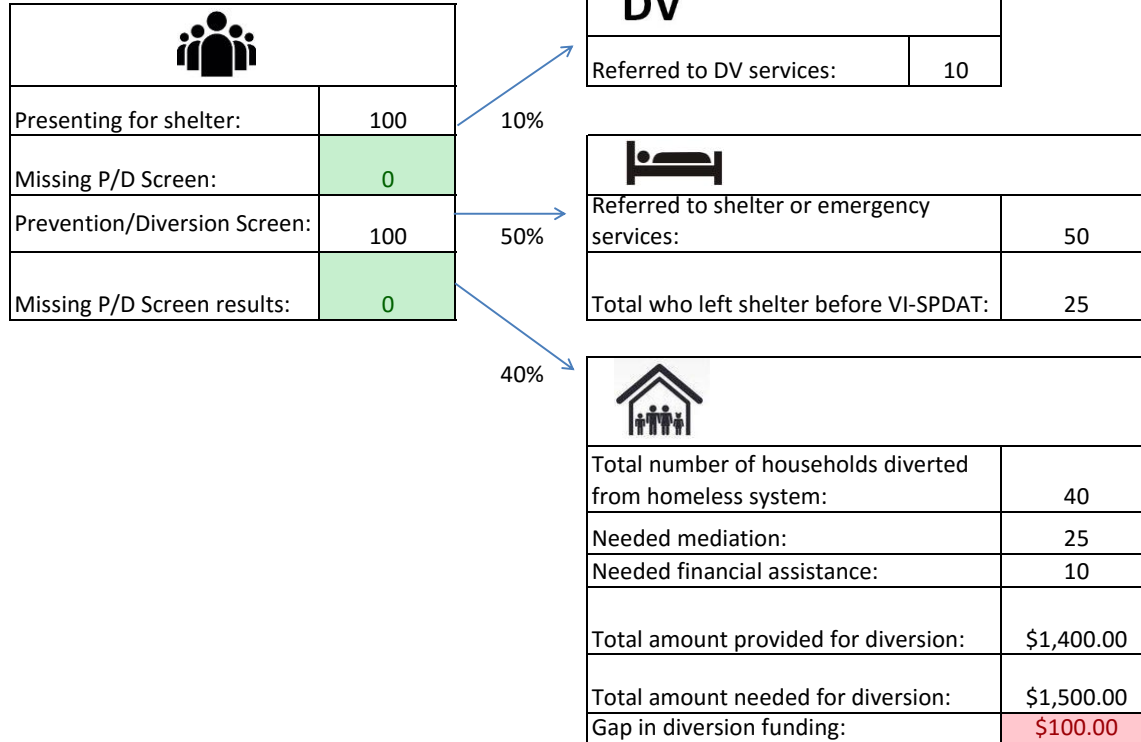 DV
Referred to DV services: 10
Presenting for shelter: 100
10%
Missing P/D Screen: 0
Prevention/Diversion Screen: 100
50%
Missing P/D Screen results: 0
40%
Referred to shelter or emergency
services: 50
Total who left shelter before VI-SPDAT: 25
Total number of households diverted
from homeless system: 40
Needed mediation: 25
Needed financial assistance: 10
Total amount provided for diversion: $1,400.00
Total amount needed for diversion: $1,500.00
Gap in diversion funding: $100.00